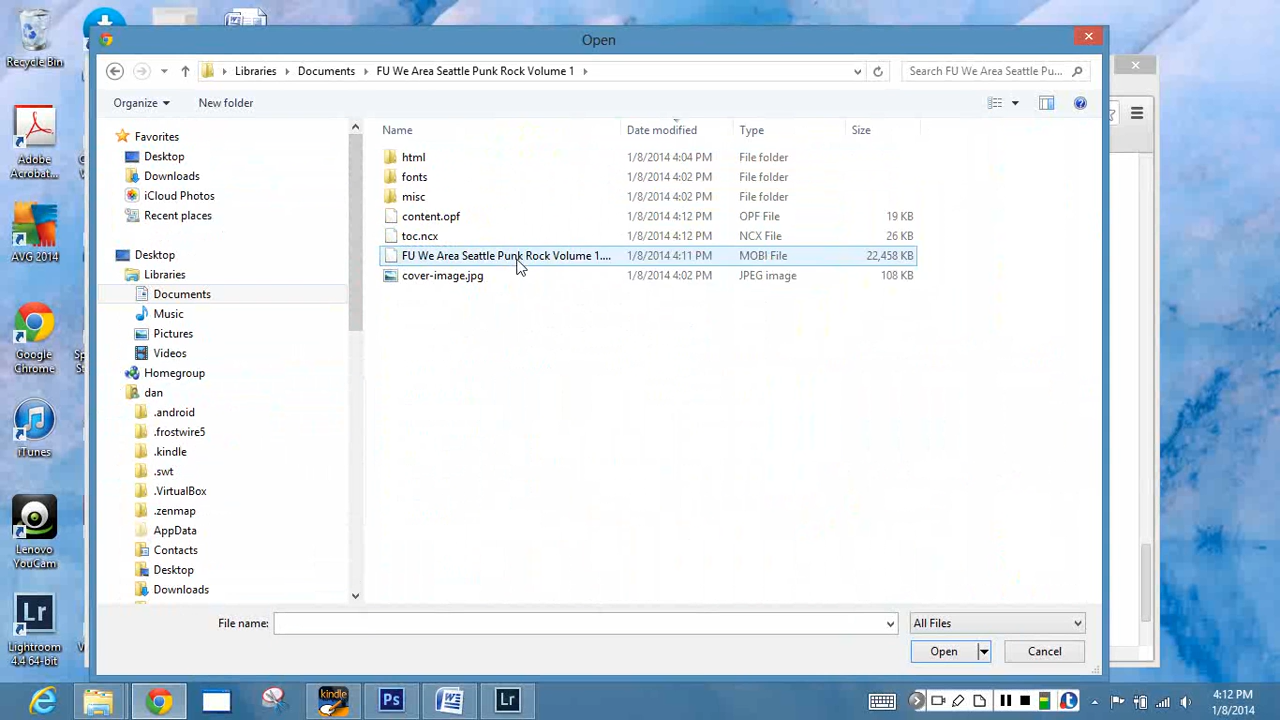 Open
Recycle Bin
Libraries
Documents
FU We Area Seattle Punk Rock Volume 1
Search FU We Area Seattle Pu...
Organize
New folder
Name
Date modified
Type
Size
html
1/8/2014 4:04 PM
File folder
fonts
1/8/2014 4:02 PM
File folder
misc
1/8/2014 4:02 PM
File folder
content.opf
1/8/2014 4:12 PM
OPF File
19 KB
toc.ncx
1/8/2014 4:12 PM
NCX File
26 KB
FU We Area Seattle Punk Rock Volume 1....
1/8/2014 4:11 PM
MOBI File
22,458 KB
cover-image.jpg
1/8/2014 4:02 PM
JPEG image
108 KB
Favorites
Desktop
Downloads
iCloud Photos
Recent places
Desktop
Libraries
Documents
Music
Pictures
Videos
Homegroup
dan
.android
.frostwire5
.kindle
.swt
.VirtualBox
.zenmap
AppData
Contacts
Desktop
Downloads
Adobe
Acrobat...
AVG 2014
Google
Chrome
iTunes
Lenovo
YouCam
Lr
Lightroom
4.4 64-bit
File name:
All Files
Open
Cancel
kindle
Ps
W
Lr
4:12 PM
1/8/2014